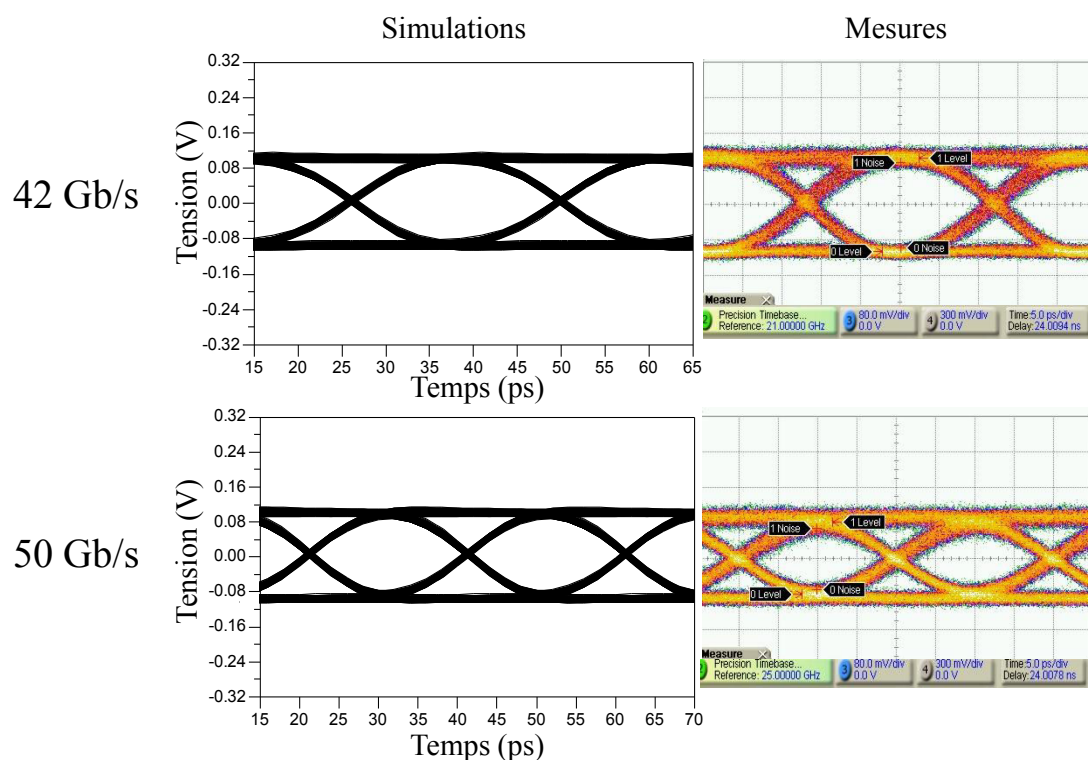 Simulations
Mesures
42 Gb/s
Tension (V)
0.32
0.24
0.16
0.08
0.00
-0.08
-0.16
-0.24
-0.32
15 20 25 30 35 40 45 50 55 60 65
Temps (ps)
1 Noise 1 Level
0 Level 0 Noise
Measure
2 Precision Timebase... 3 80.0 mV/div 4 300 mV/div Time:5.0 ps/div
Reference: 21.00000 GHz 0.0 V 0.0 V Delay:24.0094 ns
50 Gb/s
Tension (V)
0.32
0.24
0.16
0.08
0.00
-0.08
-0.16
-0.24
-0.32
15 20 25 30 35 40 45 50 55 60 65 70
Temps (ps)
1 Noise 1 Level
0 Level 0 Noise
Measure
Precision Timebase... 3 80.0 mV/div 4 300 mV/div Time:5.0 ps/div
Reference: 25.00000 GHz 0.0 V 0.0 V Delay:24.0078 ns